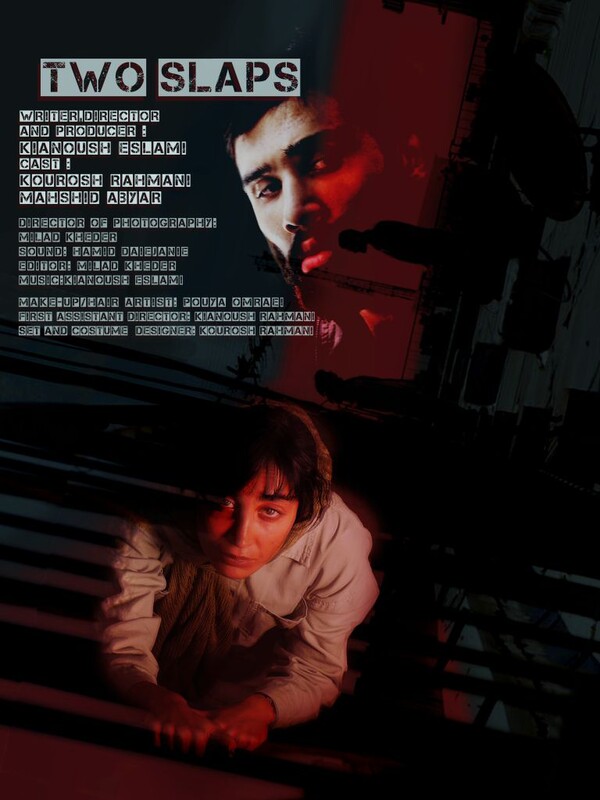 TWO SLAPS
WRITER,DIRECTOR
AND PRODUCER :
KIANOUSH ESLAMI
CAST :
KOUROSH RAHMANI
MAHSHID ABYAR
DIRECTOR OF PHOTOGRAPHY:
MILAD KHEDER
SOUND: HAMID DAIEJANIE
EDITOR: MILAD KHEDER
MUSIC:KIANOUSH ESLAMI
MAKE-UP/HAIR ARTIST: POUYA OMRAEI
FIRST ASSISTANT DIRECTOR: KIANOUSH RAHMANI
SET AND COSTUME DESIGNER: KOUROSH RAHMANI